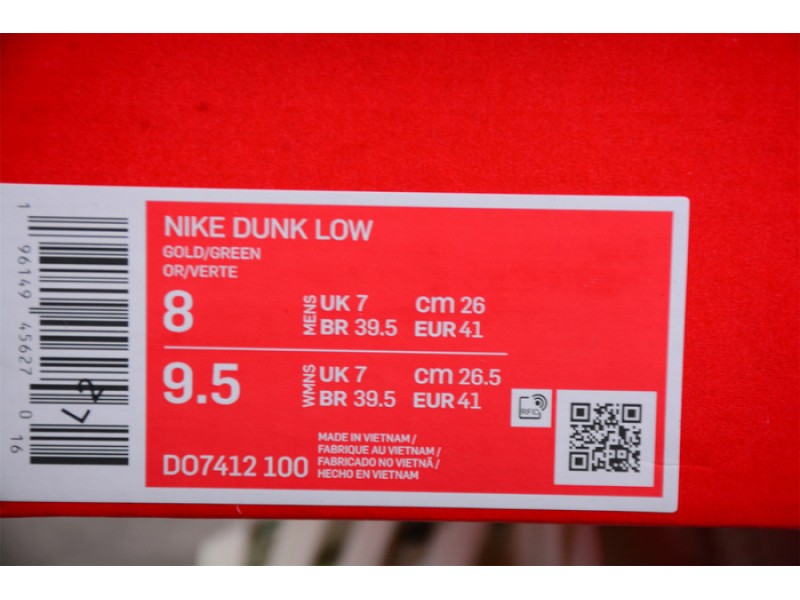 NIKE DUNK LOW
GOLD/GREEN
OR/VERTE
8
MENS
UK 7
cm 26
BR 39.5
EUR 41
9.5
WMNS
UK 7
cm 26.5
BR 39.5
EUR 41
RFID
DO7412 100
MADE IN VIETNAM /
FABRIQUE AU VIETNAM /
FABRICADO NO VIETNÃ /
HECHO EN VIETNAM
1 96149 45627 0 16